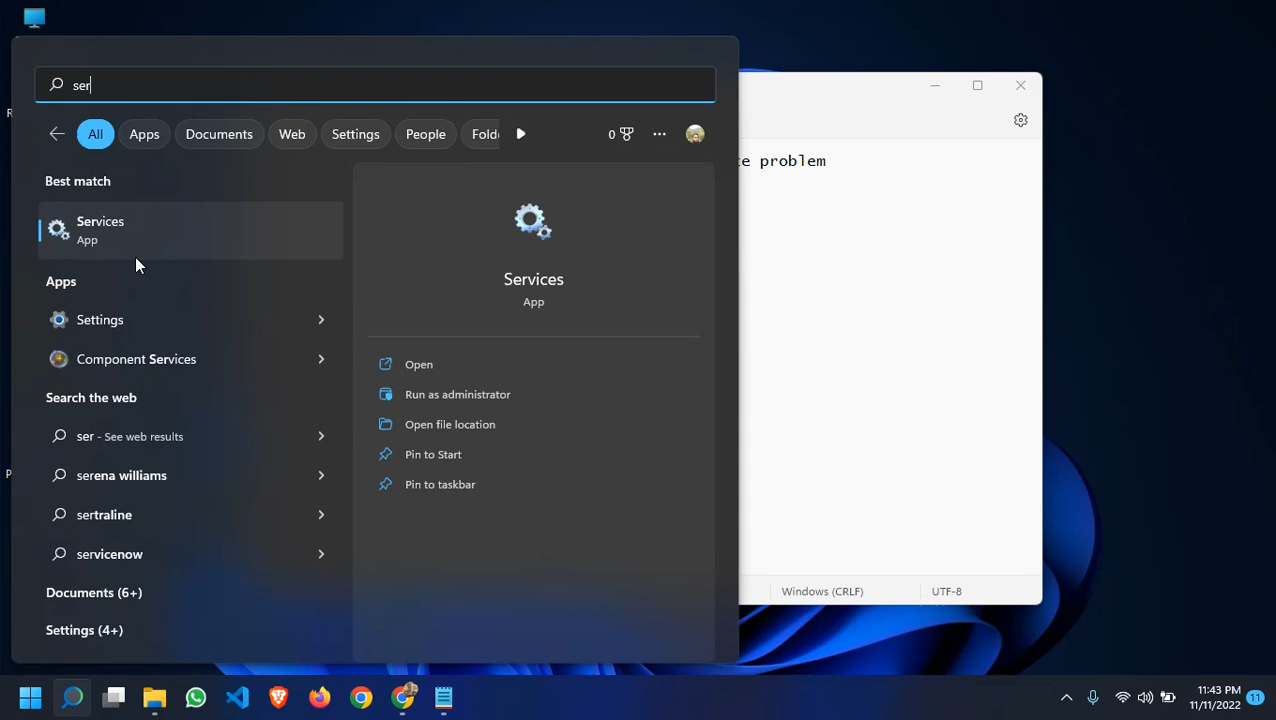 ser
All Apps Documents Web Settings People Folde 0
Best match
Services
App
Apps
Settings
Component Services
Search the web
ser - See web results
serena williams
sertraline
servicenow
Documents (6+)
Settings (4+)
Services
App
Open
Run as administrator
Open file location
Pin to Start
Pin to taskbar
problem
Windows (CRLF) UTF-8
11:43 PM
11/11/2022
11